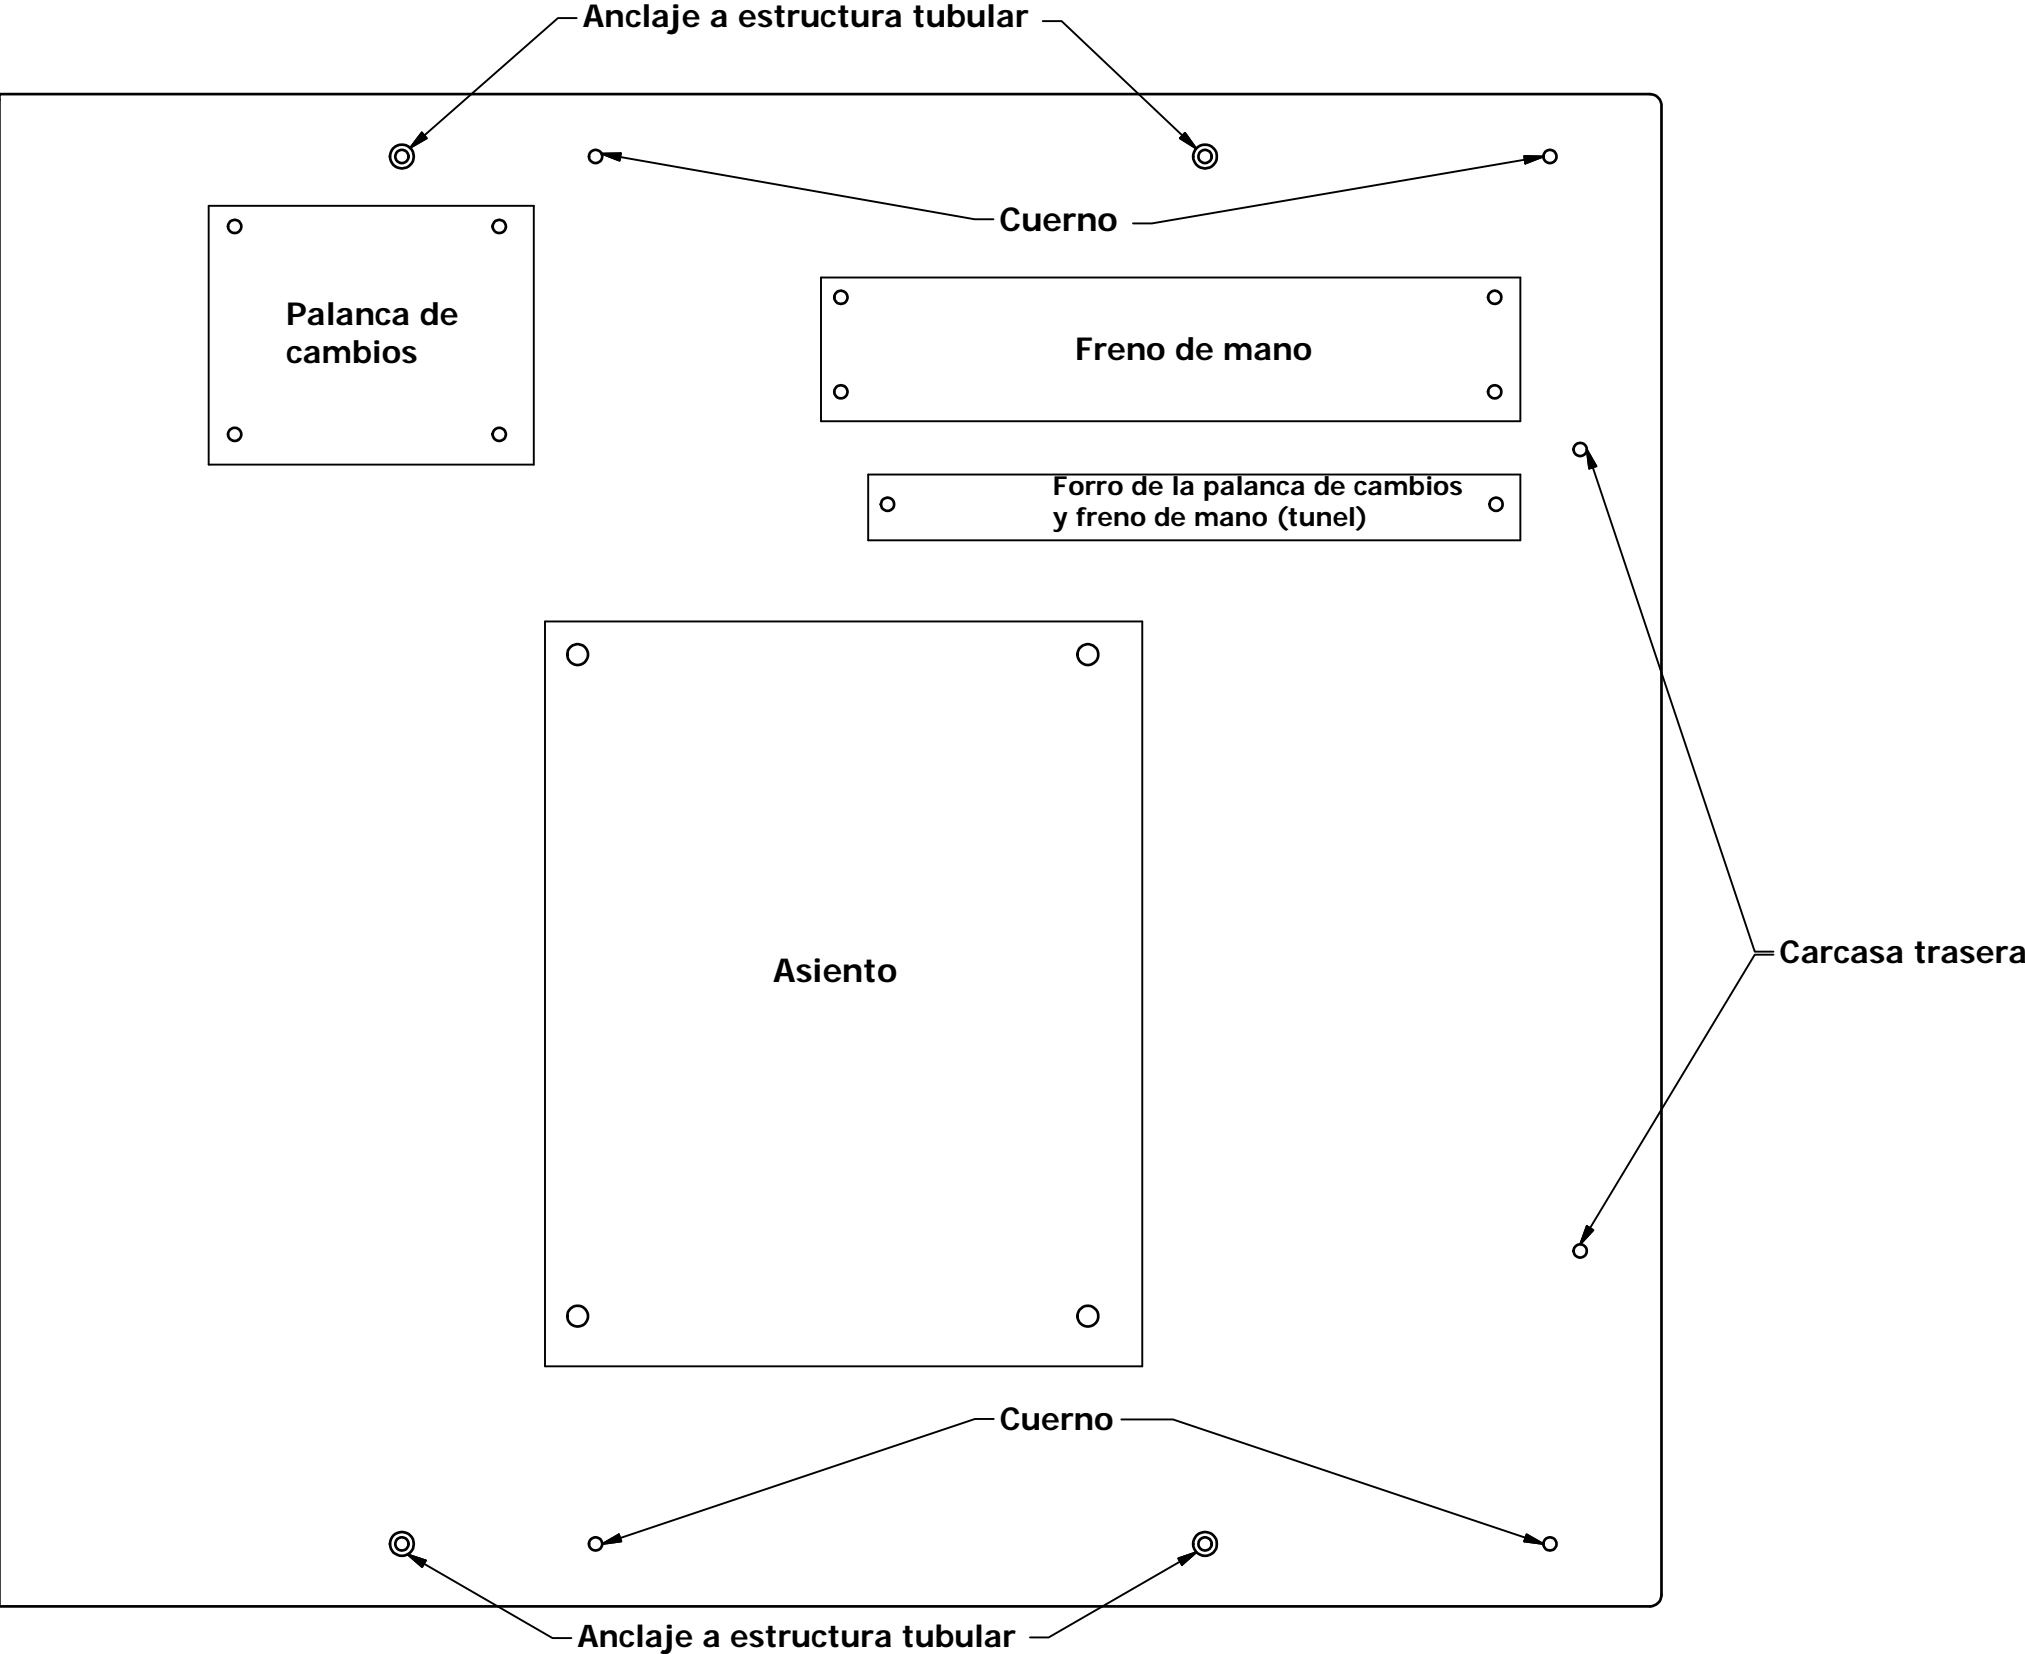 Anclaje a estructura tubular
Cuerno
Palanca de
cambios
Freno de mano
Forro de la palanca de cambios
y freno de mano (tunel)
Carcasa trasera
Asiento
Cuerno
Anclaje a estructura tubular